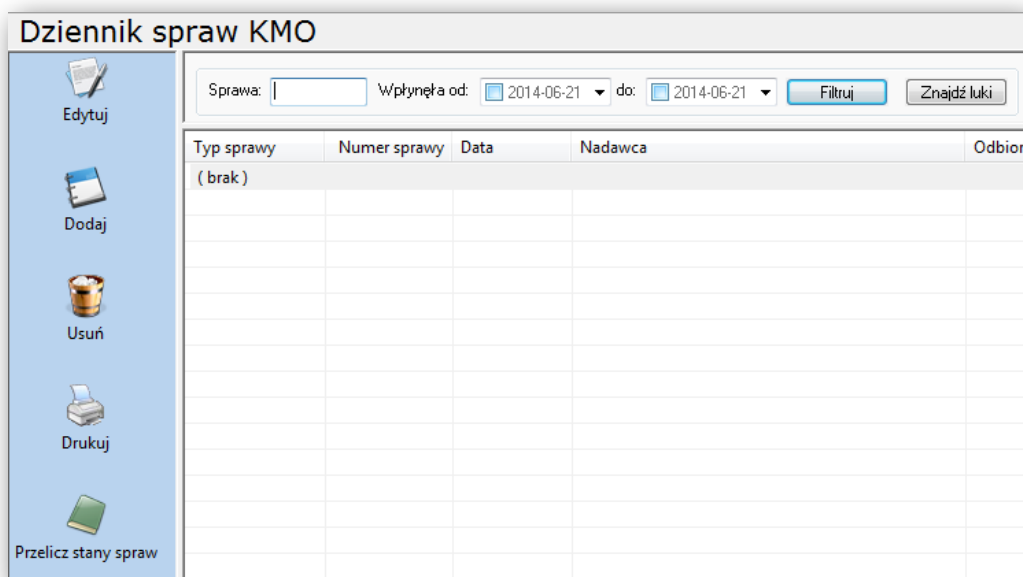 Dziennik spraw KMO
Edytuj
Dodaj
Usuń
Drukuj
Przelicz stany spraw
Sprawa: Wpłynęła od: 2014-06-21 do: 2014-06-21 Filtruj Znajdź luki
Typ sprawy Numer sprawy Data Nadawca Odbior
( brak )